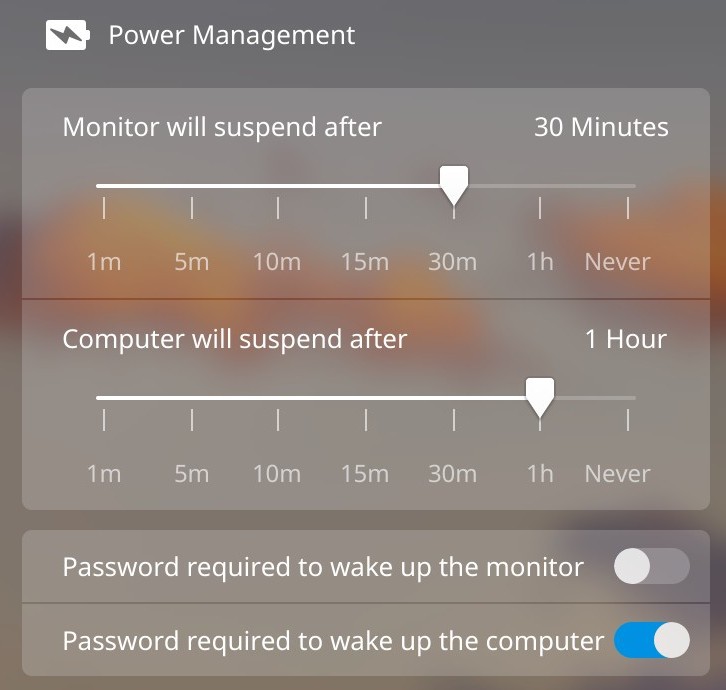 Power Management
Monitor will suspend after 30 Minutes
1m 5m 10m 15m 30m 1h Never
Computer will suspend after 1 Hour
1m 5m 10m 15m 30m 1h Never
Password required to wake up the monitor
Password required to wake up the computer